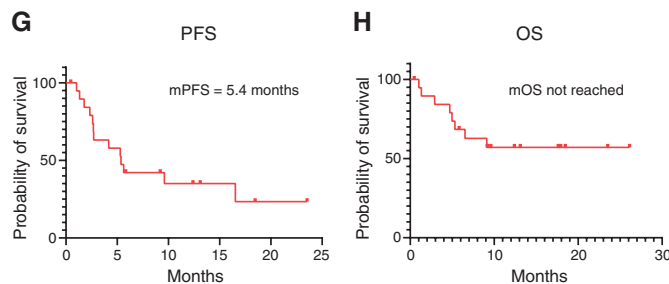 G
PFS
Probability of survival
100
50
0
mPFS = 5.4 months
0 5 10 15 20 25
Months
H
OS
Probability of survival
100
50
0
mOS not reached
0 10 20 30
Months